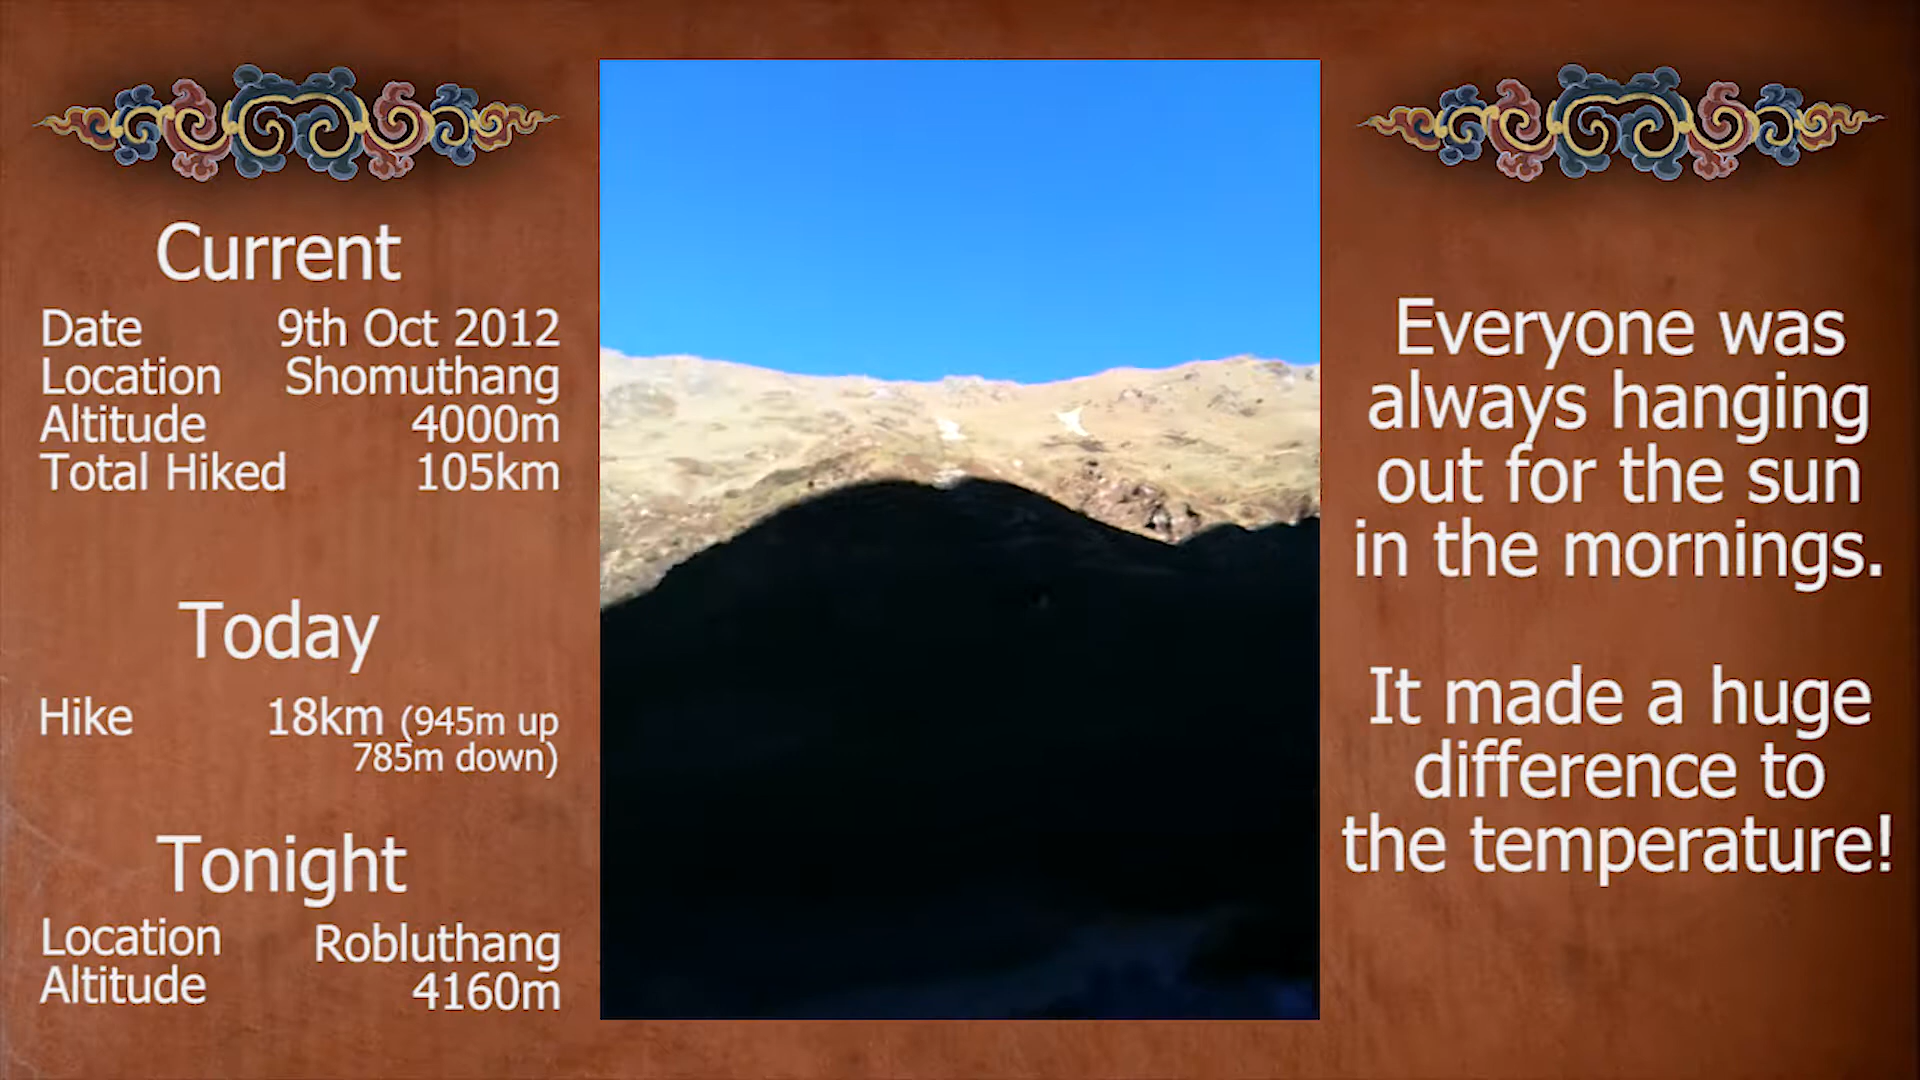 Current
Date 9th Oct 2012
Location Shomuthang
Altitude 4000m
Total Hiked 105km
Today
Hike 18km (945m up
785m down)
Tonight
Location Robluthang
Altitude 4160m
Everyone was
always hanging
out for the sun
in the mornings.
It made a huge
difference to
the temperature!